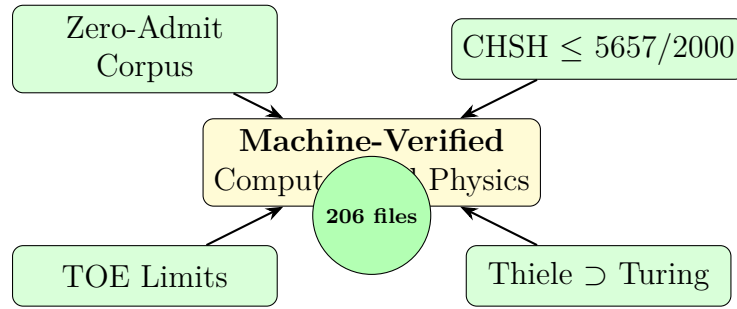 Zero-Admit
Corpus
CHSH ≤ 5657/2000
Machine-Verified
Physics
206 files
TOE Limits
Thiele ⊃ Turing